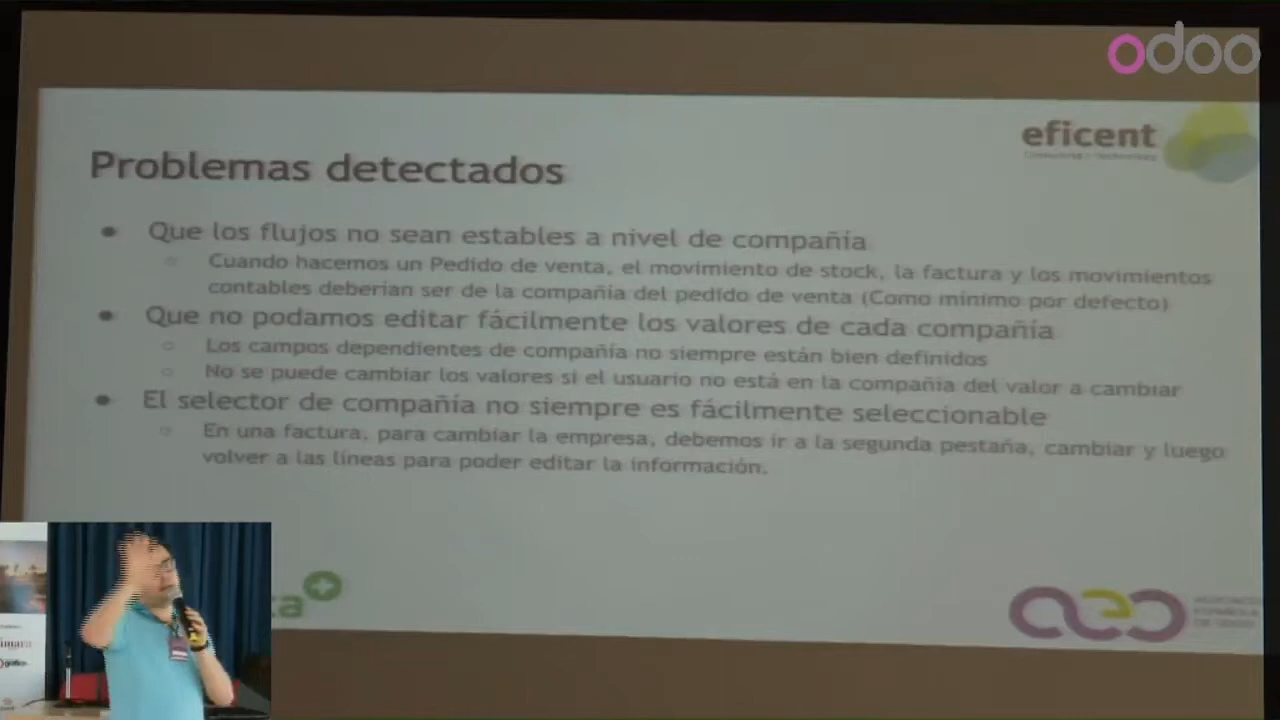 odoo
eficent
Problemas detectados
Que los flujos no sean estables a nivel de compañía
Cuando hacemos un Pedido de venta, el movimiento de stock, la factura y los movimientos
contables deberían ser de la compañía del pedido de venta (Como mínimo por defecto)
Que no podamos editar fácilmente los valores de cada compañía
Los campos dependientes de compañía no siempre están bien definidos
No se puede cambiar los valores si el usuario no está en la compañía del valor a cambiar
El selector de compañía no siempre es fácilmente seleccionable
En una factura, para cambiar la empresa, debemos ir a la segunda pestaña, cambiar y luego
volver a las líneas para poder editar la información.
aeo